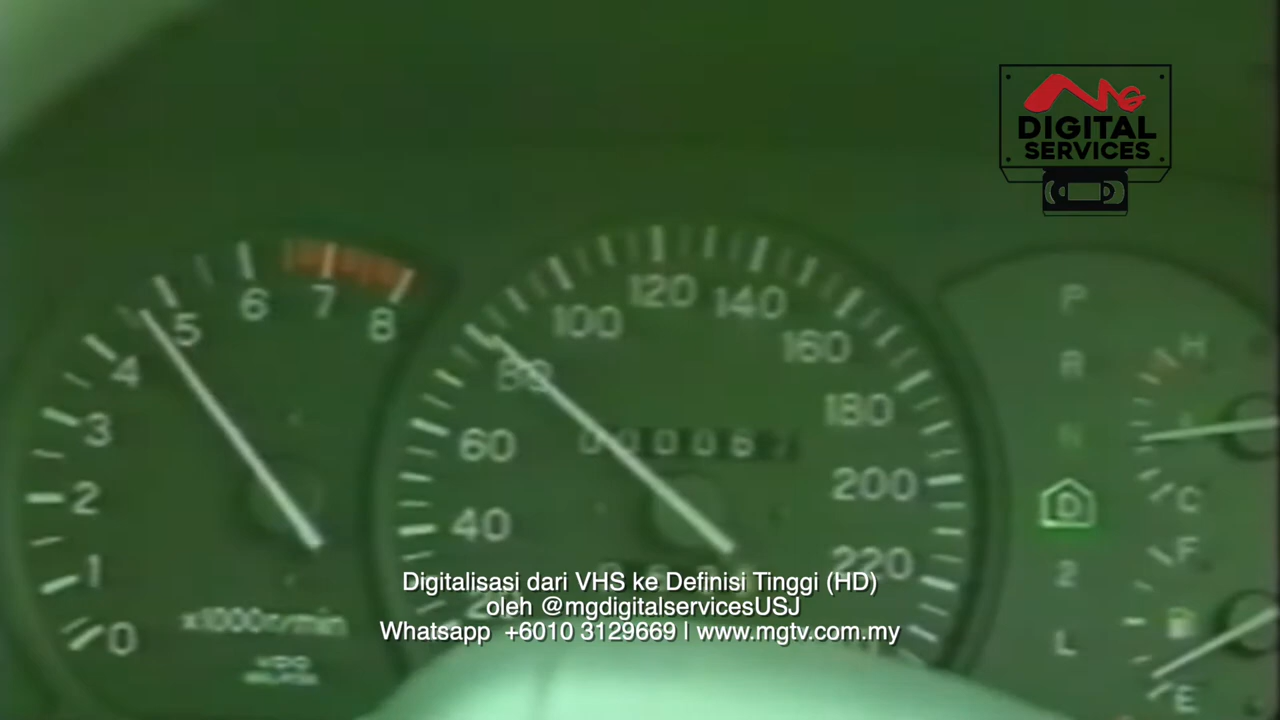 DIGITAL
SERVICES
6
7
8
5
4
3
2
1
0
x1000r/min
80
100
120
140
160
180
200
220
60
40
20
P
R
N
D
2
L
H
C
F
E
Digitalisasi dari VHS ke Definisi Tinggi (HD)
oleh @mgdigitalservicesUSJ
Whatsapp +6010 3129669 | www.mgtv.com.my